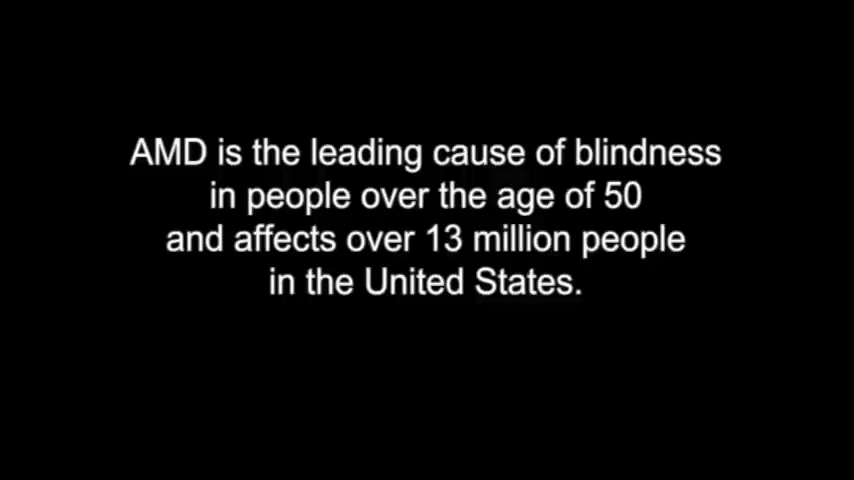 AMD is the leading cause of blindness
in people over the age of 50
and affects over 13 million people
in the United States.